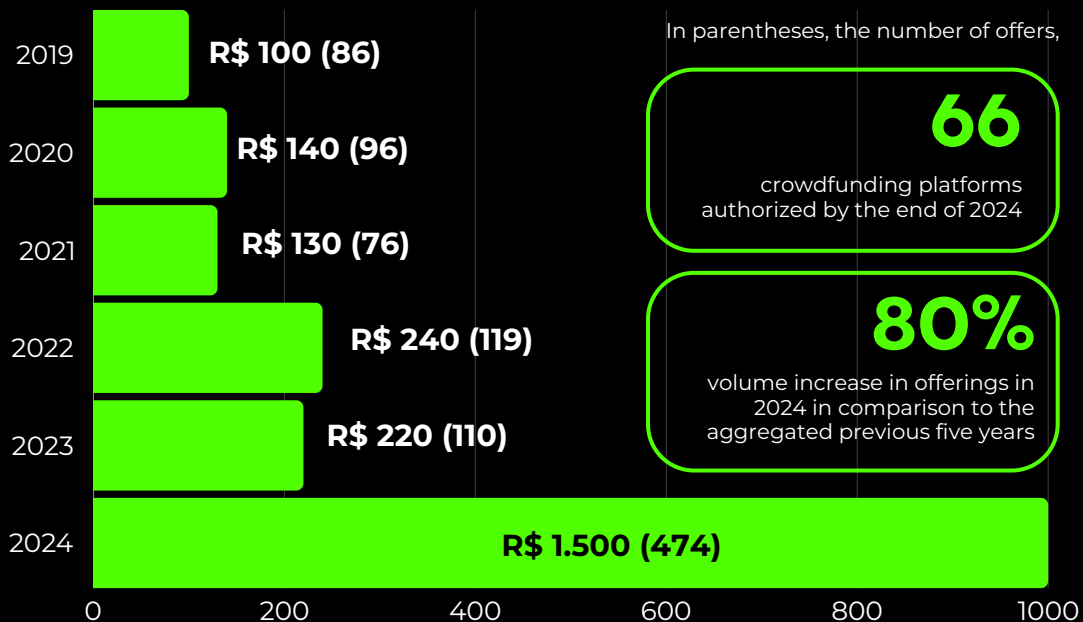 2019
R$ 100 (86)
In parentheses, the number of offers,
66
crowdfunding platforms
authorized by the end of 2024
2020
R$ 140 (96)
2021
R$ 130 (76)
80%
volume increase in offerings in
2024 in comparison to the
aggregated previous five years
2022
R$ 240 (119)
2023
R$ 220 (110)
2024
R$ 1.500 (474)
0
200
400
600
800
1000